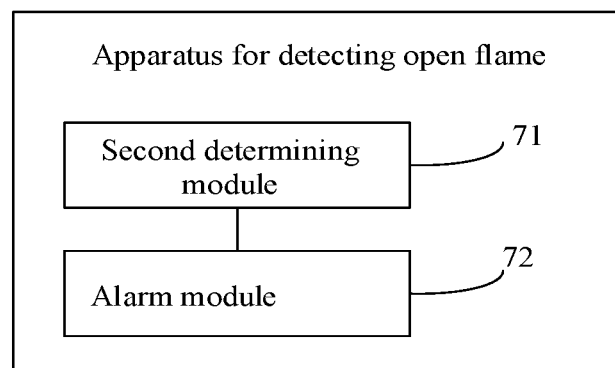 Apparatus for detecting open flame
Second determining
module
71
Alarm module
72